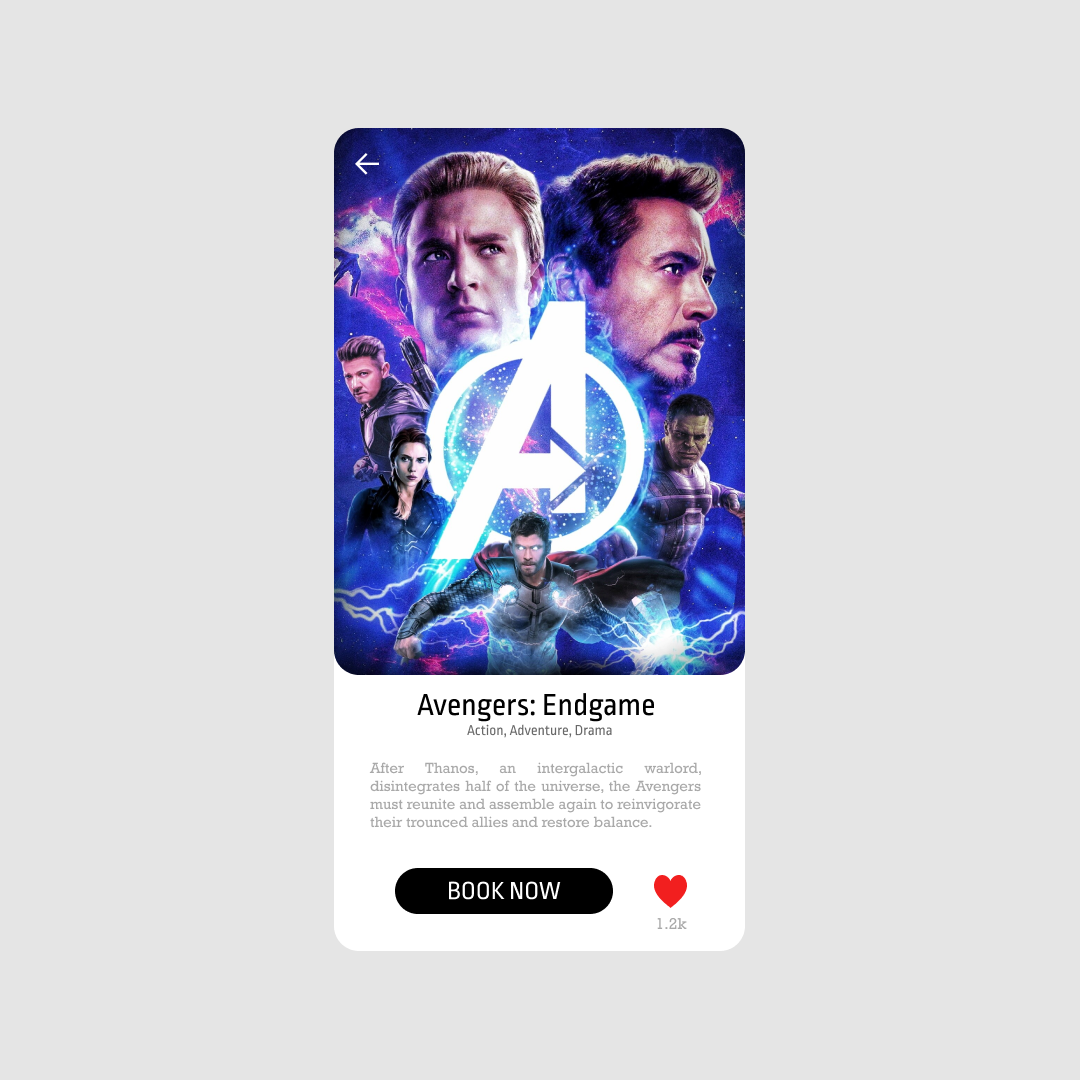 Avengers: Endgame
Action, Adventure, Drama
After Thanos, an intergalactic warlord,
disintegrates half of the universe, the Avengers
must reunite and assemble again to reinvigorate
their trounced allies and restore balance.
BOOK NOW
1.2k